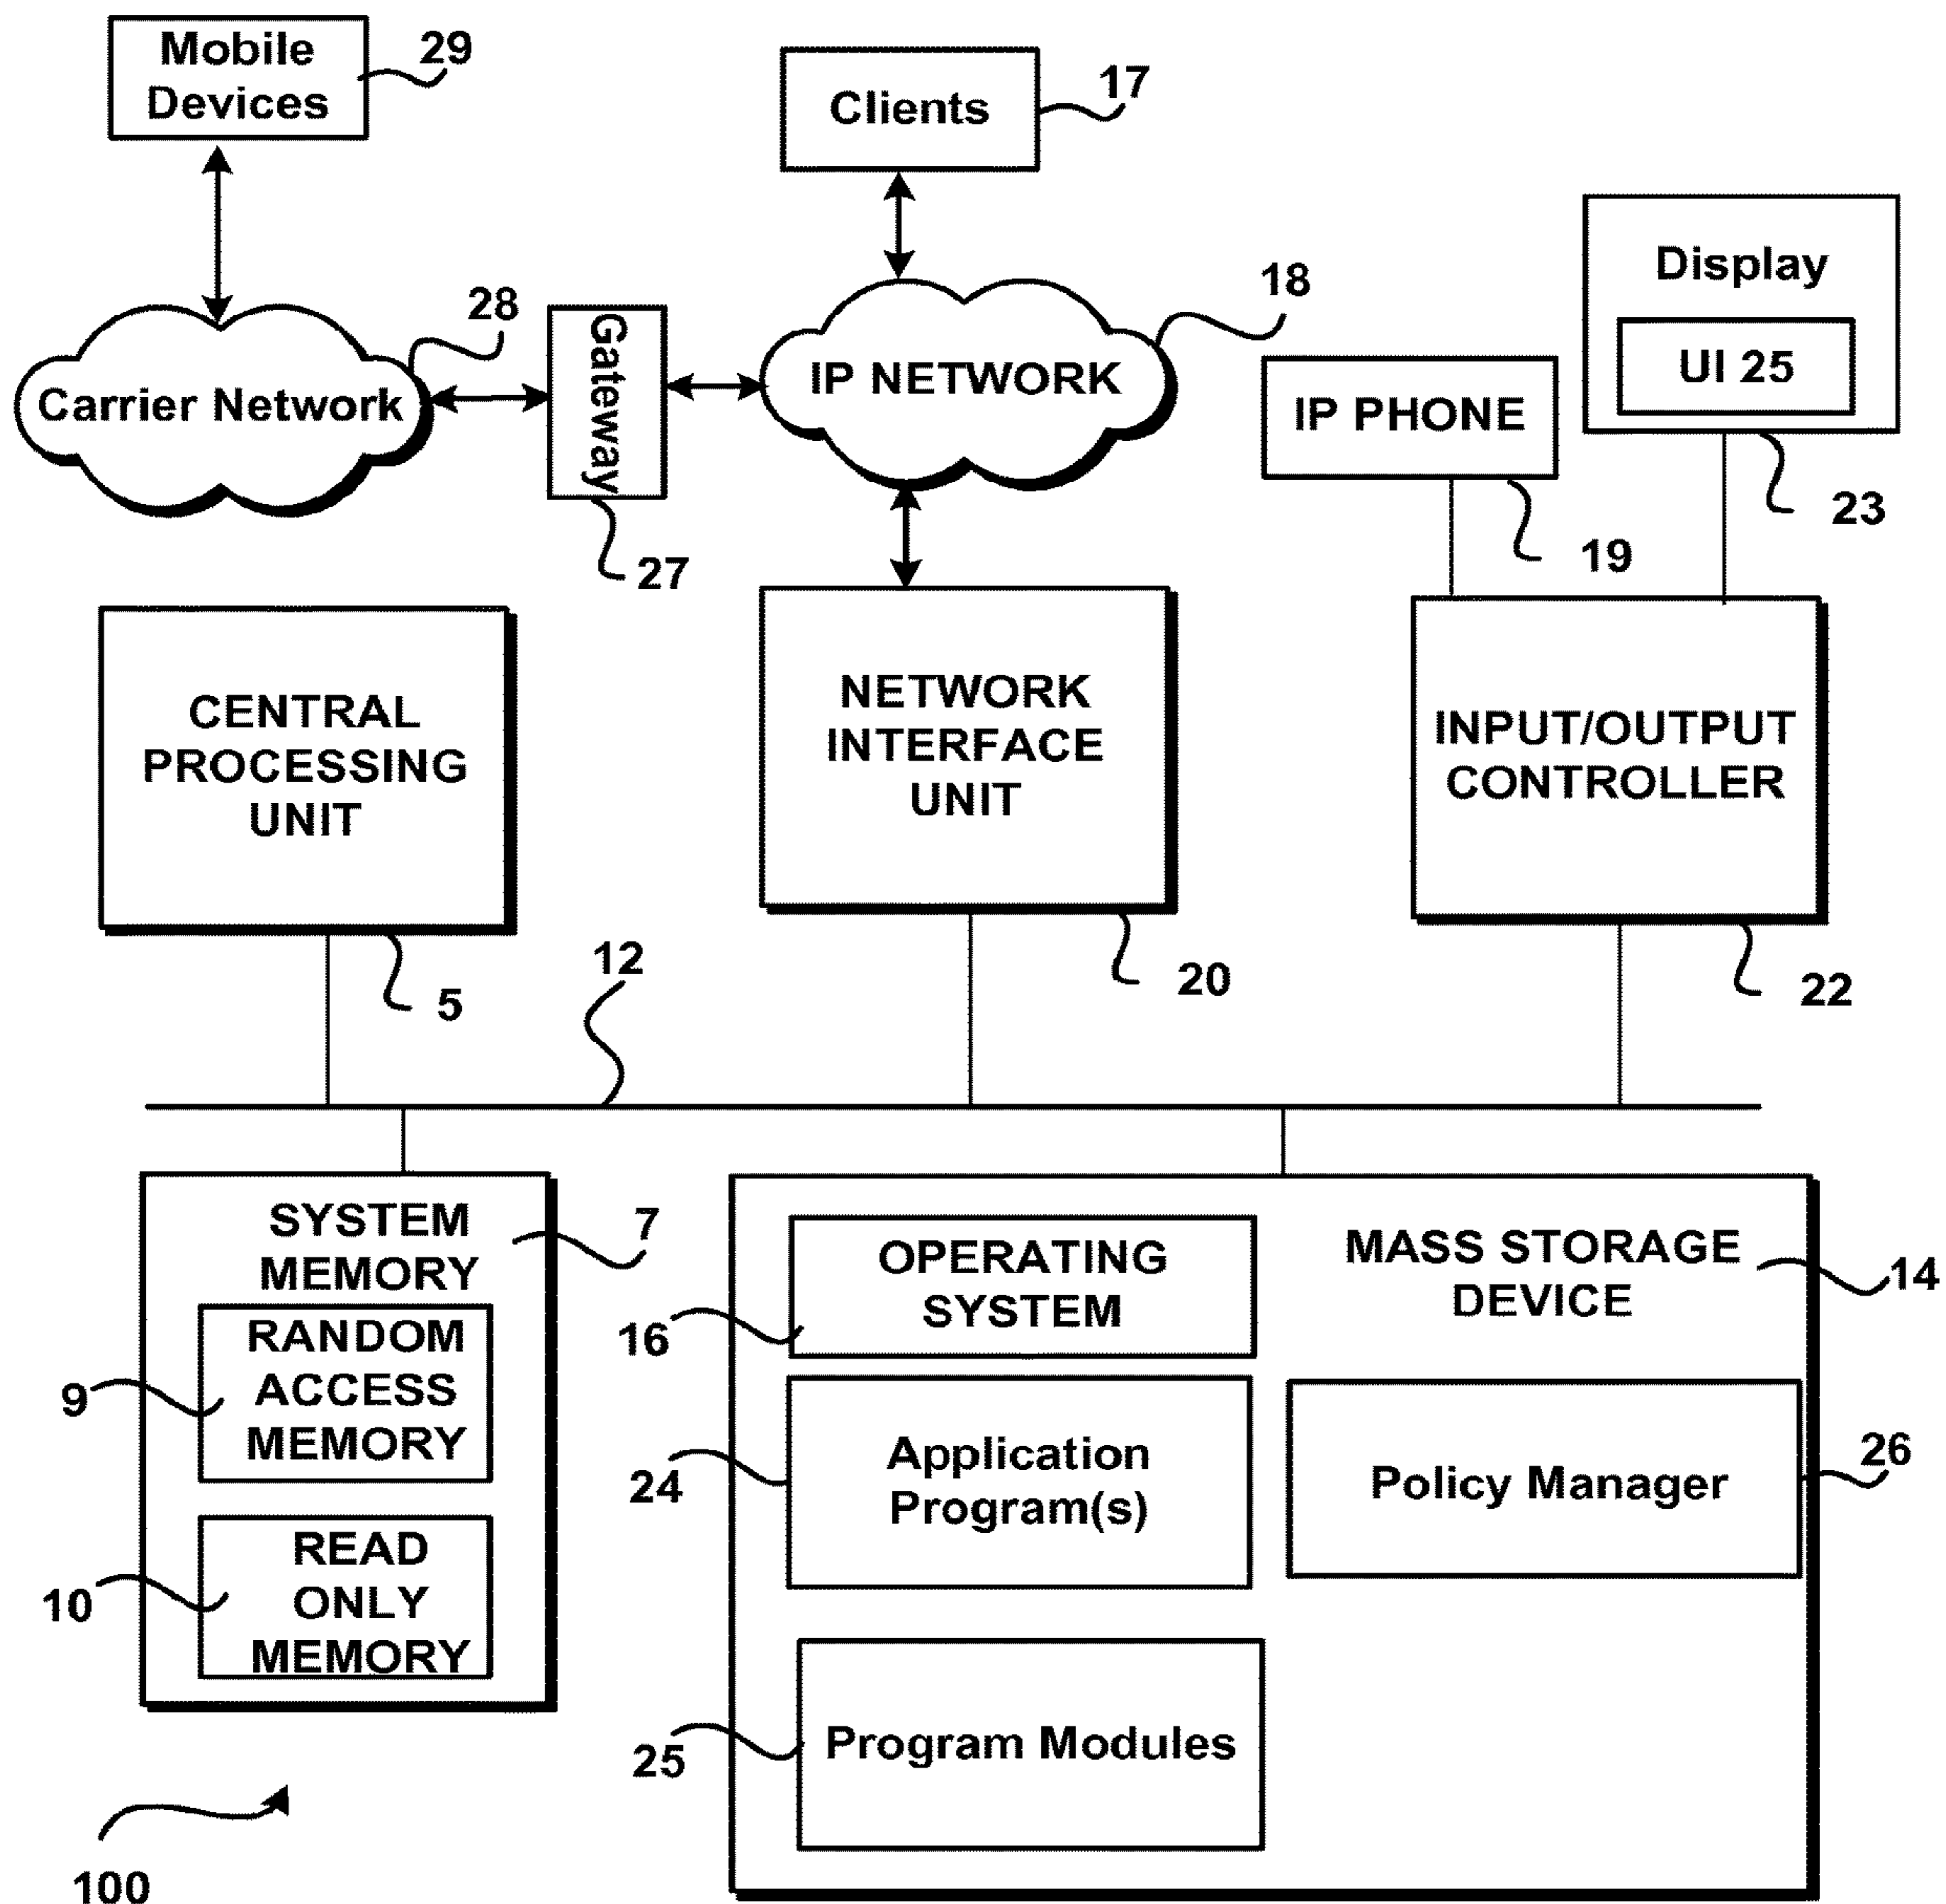 Mobile
Devices
29
Clients
17
Display
UI 25
23
28
Carrier Network
Gateway
27
IP NETWORK
18
IP PHONE
19
CENTRAL
PROCESSING
UNIT
5
NETWORK
INTERFACE
UNIT
20
INPUT/OUTPUT
CONTROLLER
22
12
SYSTEM
MEMORY
7
RANDOM
ACCESS
MEMORY
9
READ
ONLY
MEMORY
10
OPERATING
SYSTEM
16
MASS STORAGE
DEVICE
14
Application
Program(s)
24
Policy Manager
26
Program Modules
25
100